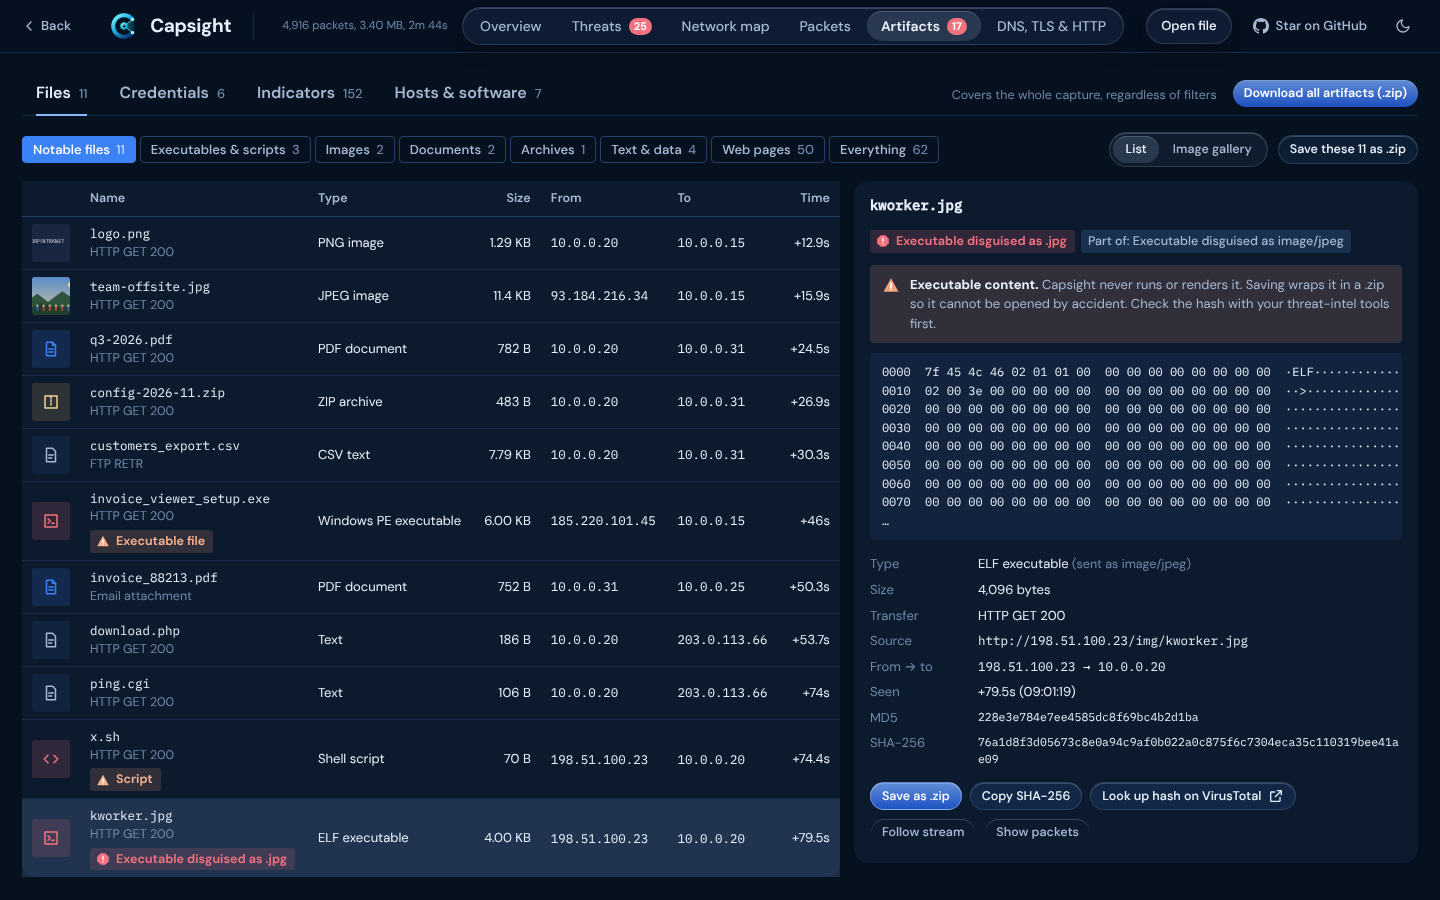 Back
Capsight
4,916 packets, 3.40 MB, 2m 44s
Overview
Threats 25
Network map
Packets
Artifacts 17
DNS, TLS & HTTP
Open file
Star on GitHub
Files 11
Credentials 6
Indicators 152
Hosts & software 7
Covers the whole capture, regardless of filters
Download all artifacts (.zip)
Notable files 11
Executables & scripts 3
Images 2
Documents 2
Archives 1
Text & data 4
Web pages 50
Everything 62
List
Image gallery
Save these 11 as .zip
Name Type Size From To Time
logo.png
HTTP GET 200
PNG image 1.29 KB 10.0.0.20 10.0.0.15 +12.9s
team-offsite.jpg
HTTP GET 200
JPEG image 11.4 KB 93.184.216.34 10.0.0.15 +15.9s
q3-2026.pdf
HTTP GET 200
PDF document 782 B 10.0.0.20 10.0.0.31 +24.5s
config-2026-11.zip
HTTP GET 200
ZIP archive 483 B 10.0.0.20 10.0.0.31 +26.9s
customers_export.csv
FTP RETR
CSV text 7.79 KB 10.0.0.20 10.0.0.31 +30.3s
invoice_viewer_setup.exe
HTTP GET 200
Executable file
Windows PE executable 6.00 KB 185.220.101.45 10.0.0.15 +46s
invoice_88213.pdf
Email attachment
PDF document 752 B 10.0.0.31 10.0.0.25 +50.3s
download.php
HTTP GET 200
Text 186 B 10.0.0.20 203.0.113.66 +53.7s
ping.cgi
HTTP GET 200
Text 106 B 10.0.0.20 203.0.113.66 +74s
x.sh
HTTP GET 200
Script
Shell script 70 B 198.51.100.23 10.0.0.20 +74.4s
kworker.jpg
HTTP GET 200
Executable disguised as .jpg
ELF executable 4.00 KB 198.51.100.23 10.0.0.20 +79.5s
kworker.jpg
Executable disguised as .jpg
Part of: Executable disguised as image/jpeg
Executable content. Capsight never runs or renders it. Saving wraps it in a .zip
so it cannot be opened by accident. Check the hash with your threat-intel tools
first.
0000 7f 45 4c 46 02 01 01 00 00 00 00 00 00 00 00 00 ·ELF············
0010 02 00 3e 00 00 00 00 00 00 00 00 00 00 00 00 00 ··>·············
0020 00 00 00 00 00 00 00 00 00 00 00 00 00 00 00 00 ················
0030 00 00 00 00 00 00 00 00 00 00 00 00 00 00 00 00 ················
0040 00 00 00 00 00 00 00 00 00 00 00 00 00 00 00 00 ················
0050 00 00 00 00 00 00 00 00 00 00 00 00 00 00 00 00 ················
0060 00 00 00 00 00 00 00 00 00 00 00 00 00 00 00 00 ················
0070 00 00 00 00 00 00 00 00 00 00 00 00 00 00 00 00 ················
…
Type ELF executable (sent as image/jpeg)
Size 4,096 bytes
Transfer HTTP GET 200
Source http://198.51.100.23/img/kworker.jpg
From → to 198.51.100.23 → 10.0.0.20
Seen +79.5s (09:01:19)
MD5 228e3e784e7ee4585dc8f69bc4b2d1ba
SHA-256 76a1d8f3d05673c8e0a94c9af0b022a0c875f6c7304eca35c110319bee41a
e09
Save as .zip
Copy SHA-256
Look up hash on VirusTotal
Follow stream
Show packets